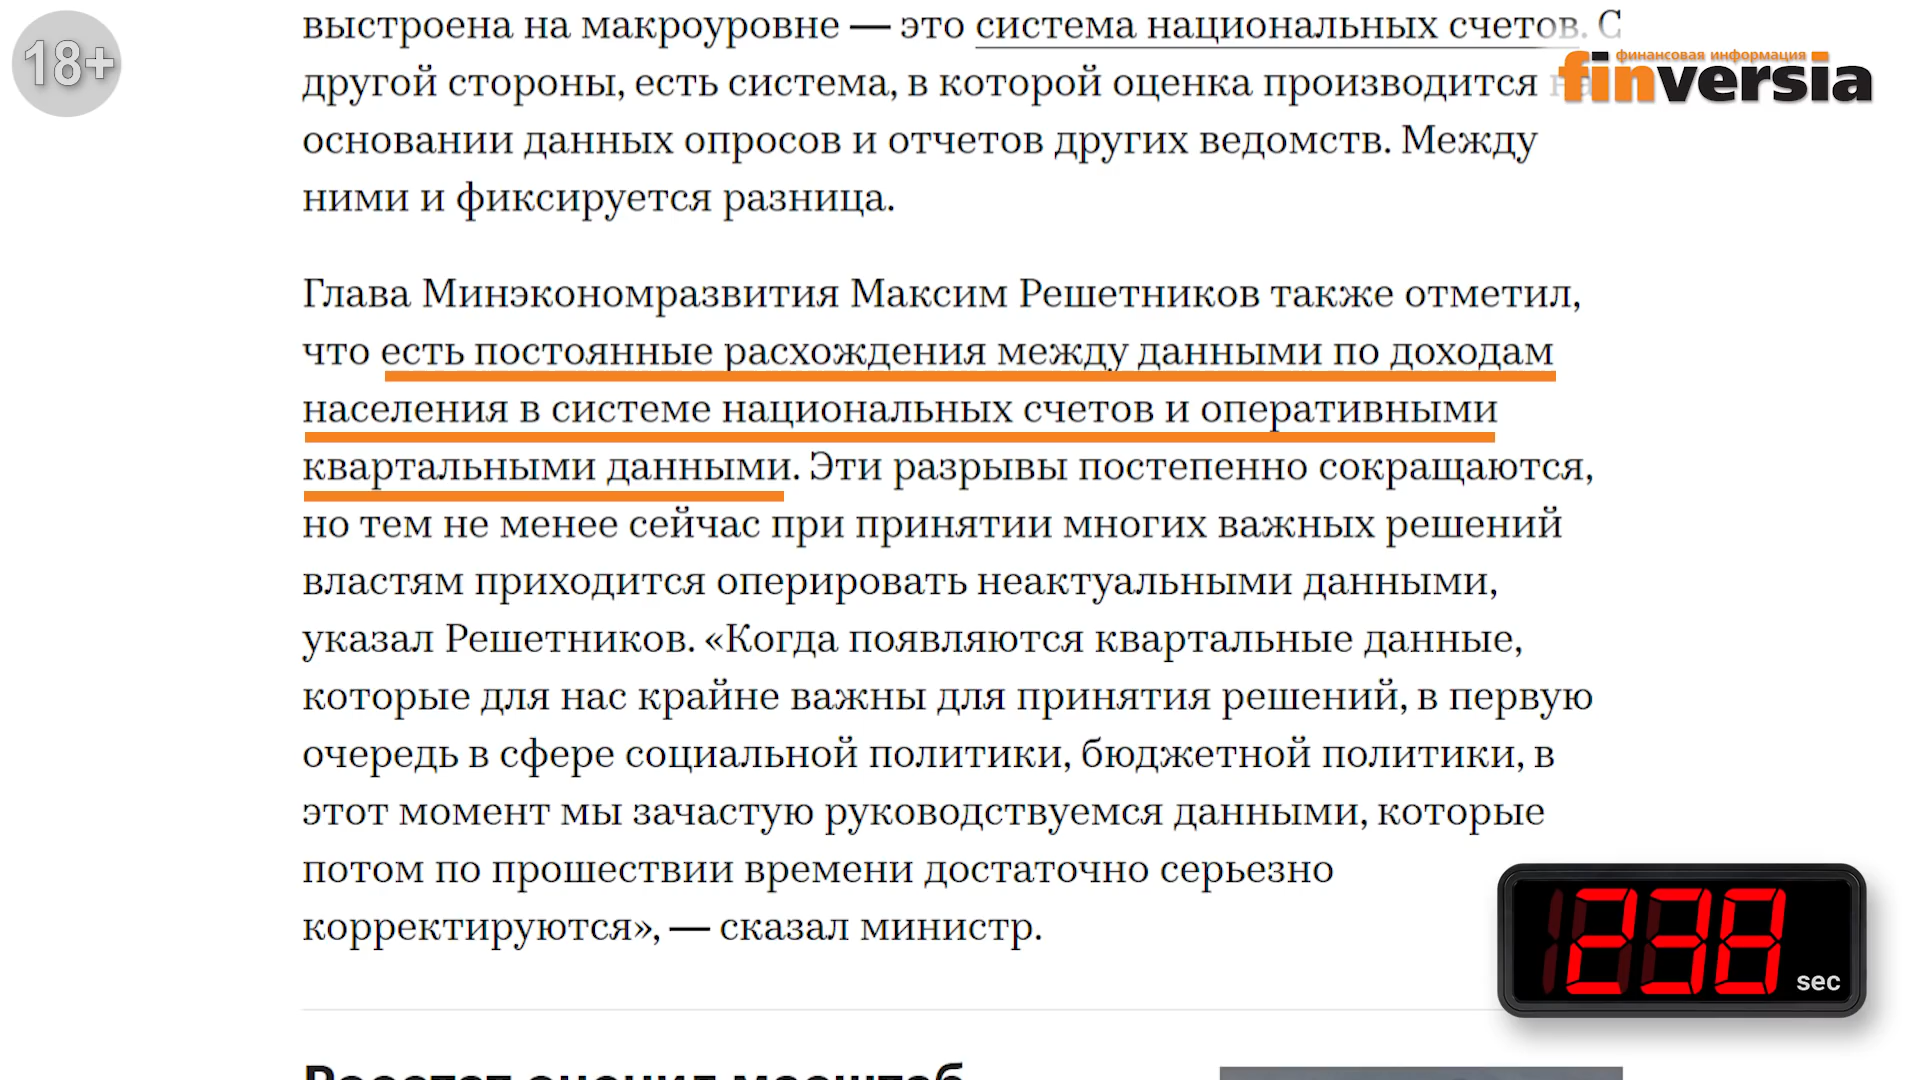 18+
выстроена на макроуровне — это система национальных счетов. С
финансовая информация
finversia
другой стороны, есть система, в которой оценка производится на
основании данных опросов и отчетов других ведомств. Между
ними и фиксируется разница.
Глава Минэкономразвития Максим Решетников также отметил,
что есть постоянные расхождения между данными по доходам
населения в системе национальных счетов и оперативными
квартальными данными. Эти разрывы постепенно сокращаются,
но тем не менее сейчас при принятии многих важных решений
властям приходится оперировать неактуальными данными,
указал Решетников. «Когда появляются квартальные данные,
которые для нас крайне важны для принятия решений, в первую
очередь в сфере социальной политики, бюджетной политики, в
этот момент мы зачастую руководствуемся данными, которые
потом по прошествии времени достаточно серьезно
корректируются», — сказал министр.
238 sec
Росстат оценил масштаб